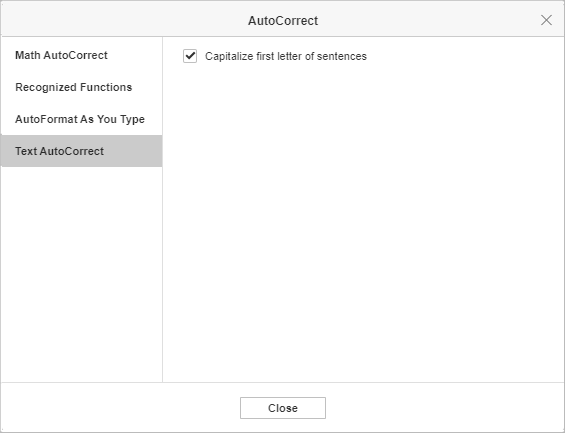 AutoCorrect
Math AutoCorrect
Recognized Functions
AutoFormat As You Type
Text AutoCorrect
Capitalize first letter of sentences
Close